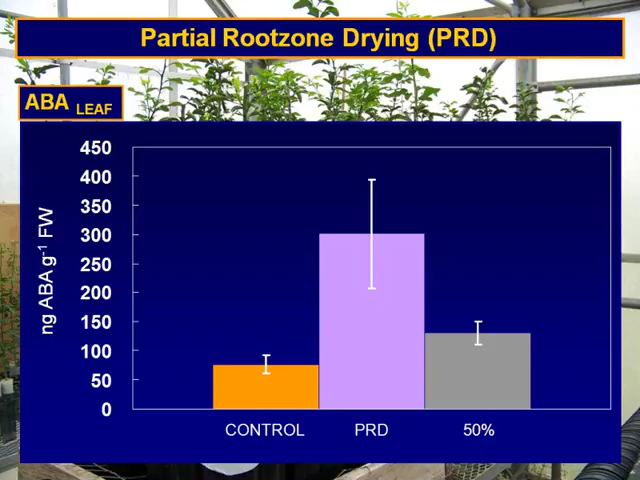 Partial Rootzone Drying (PRD)
ABA LEAF
ng ABA g-1 FW
450
400
350
300
250
200
150
100
50
0
CONTROL PRD 50%